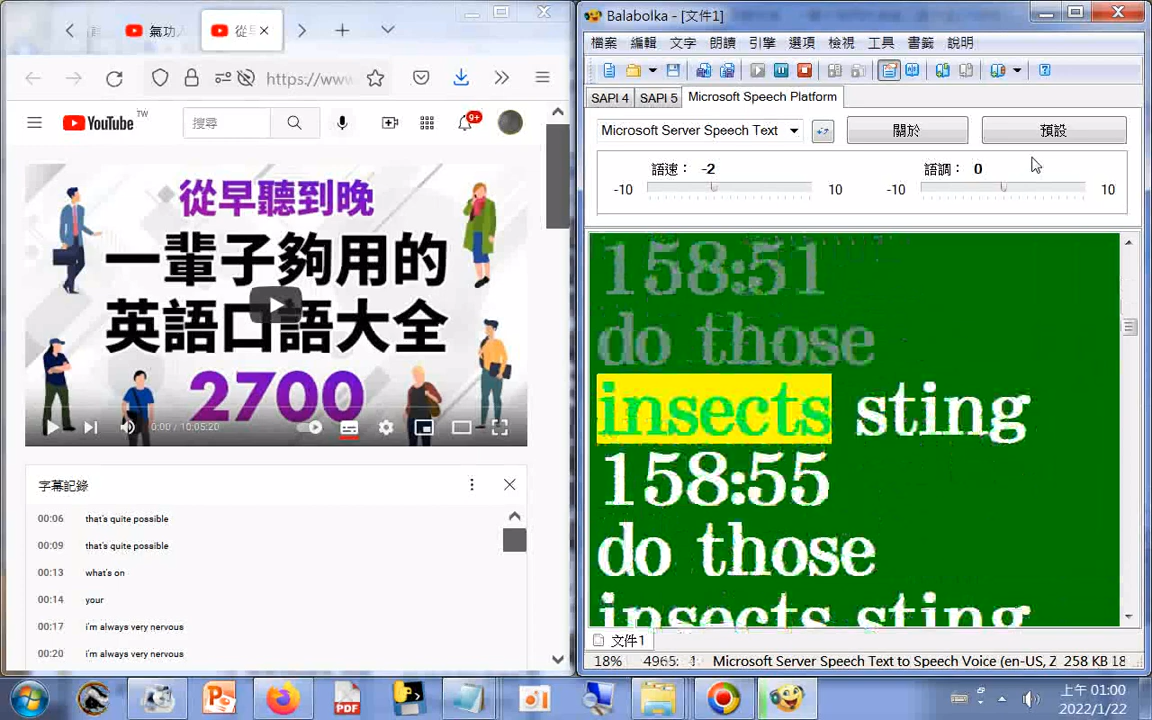 氣功人
從
https://www
YouTube TW
搜尋
9+
從早聽到晚
一輩子夠用的
英語口語大全
2700
0:00 / 10:05:20
字幕記錄
00:06 that's quite possible
00:09 that's quite possible
00:13 what's on
00:14 your
00:17 i'm always very nervous
00:20 i'm always very nervous
Balabolka - [文件1]
檔案 編輯 文字 朗讀 引擎 選項 檢視 工具 書籤 說明
SAPI 4 SAPI 5 Microsoft Speech Platform
Microsoft Server Speech Text
關於
預設
語速： -2
-10 10
語調： 0
-10 10
158:51
do those
insects sting
158:55
do those
insects sting
文件1
18% 4965: 1 Microsoft Server Speech Text to Speech Voice (en-US, Z 258 KB 18
PDF
上午 01:00
2022/1/22